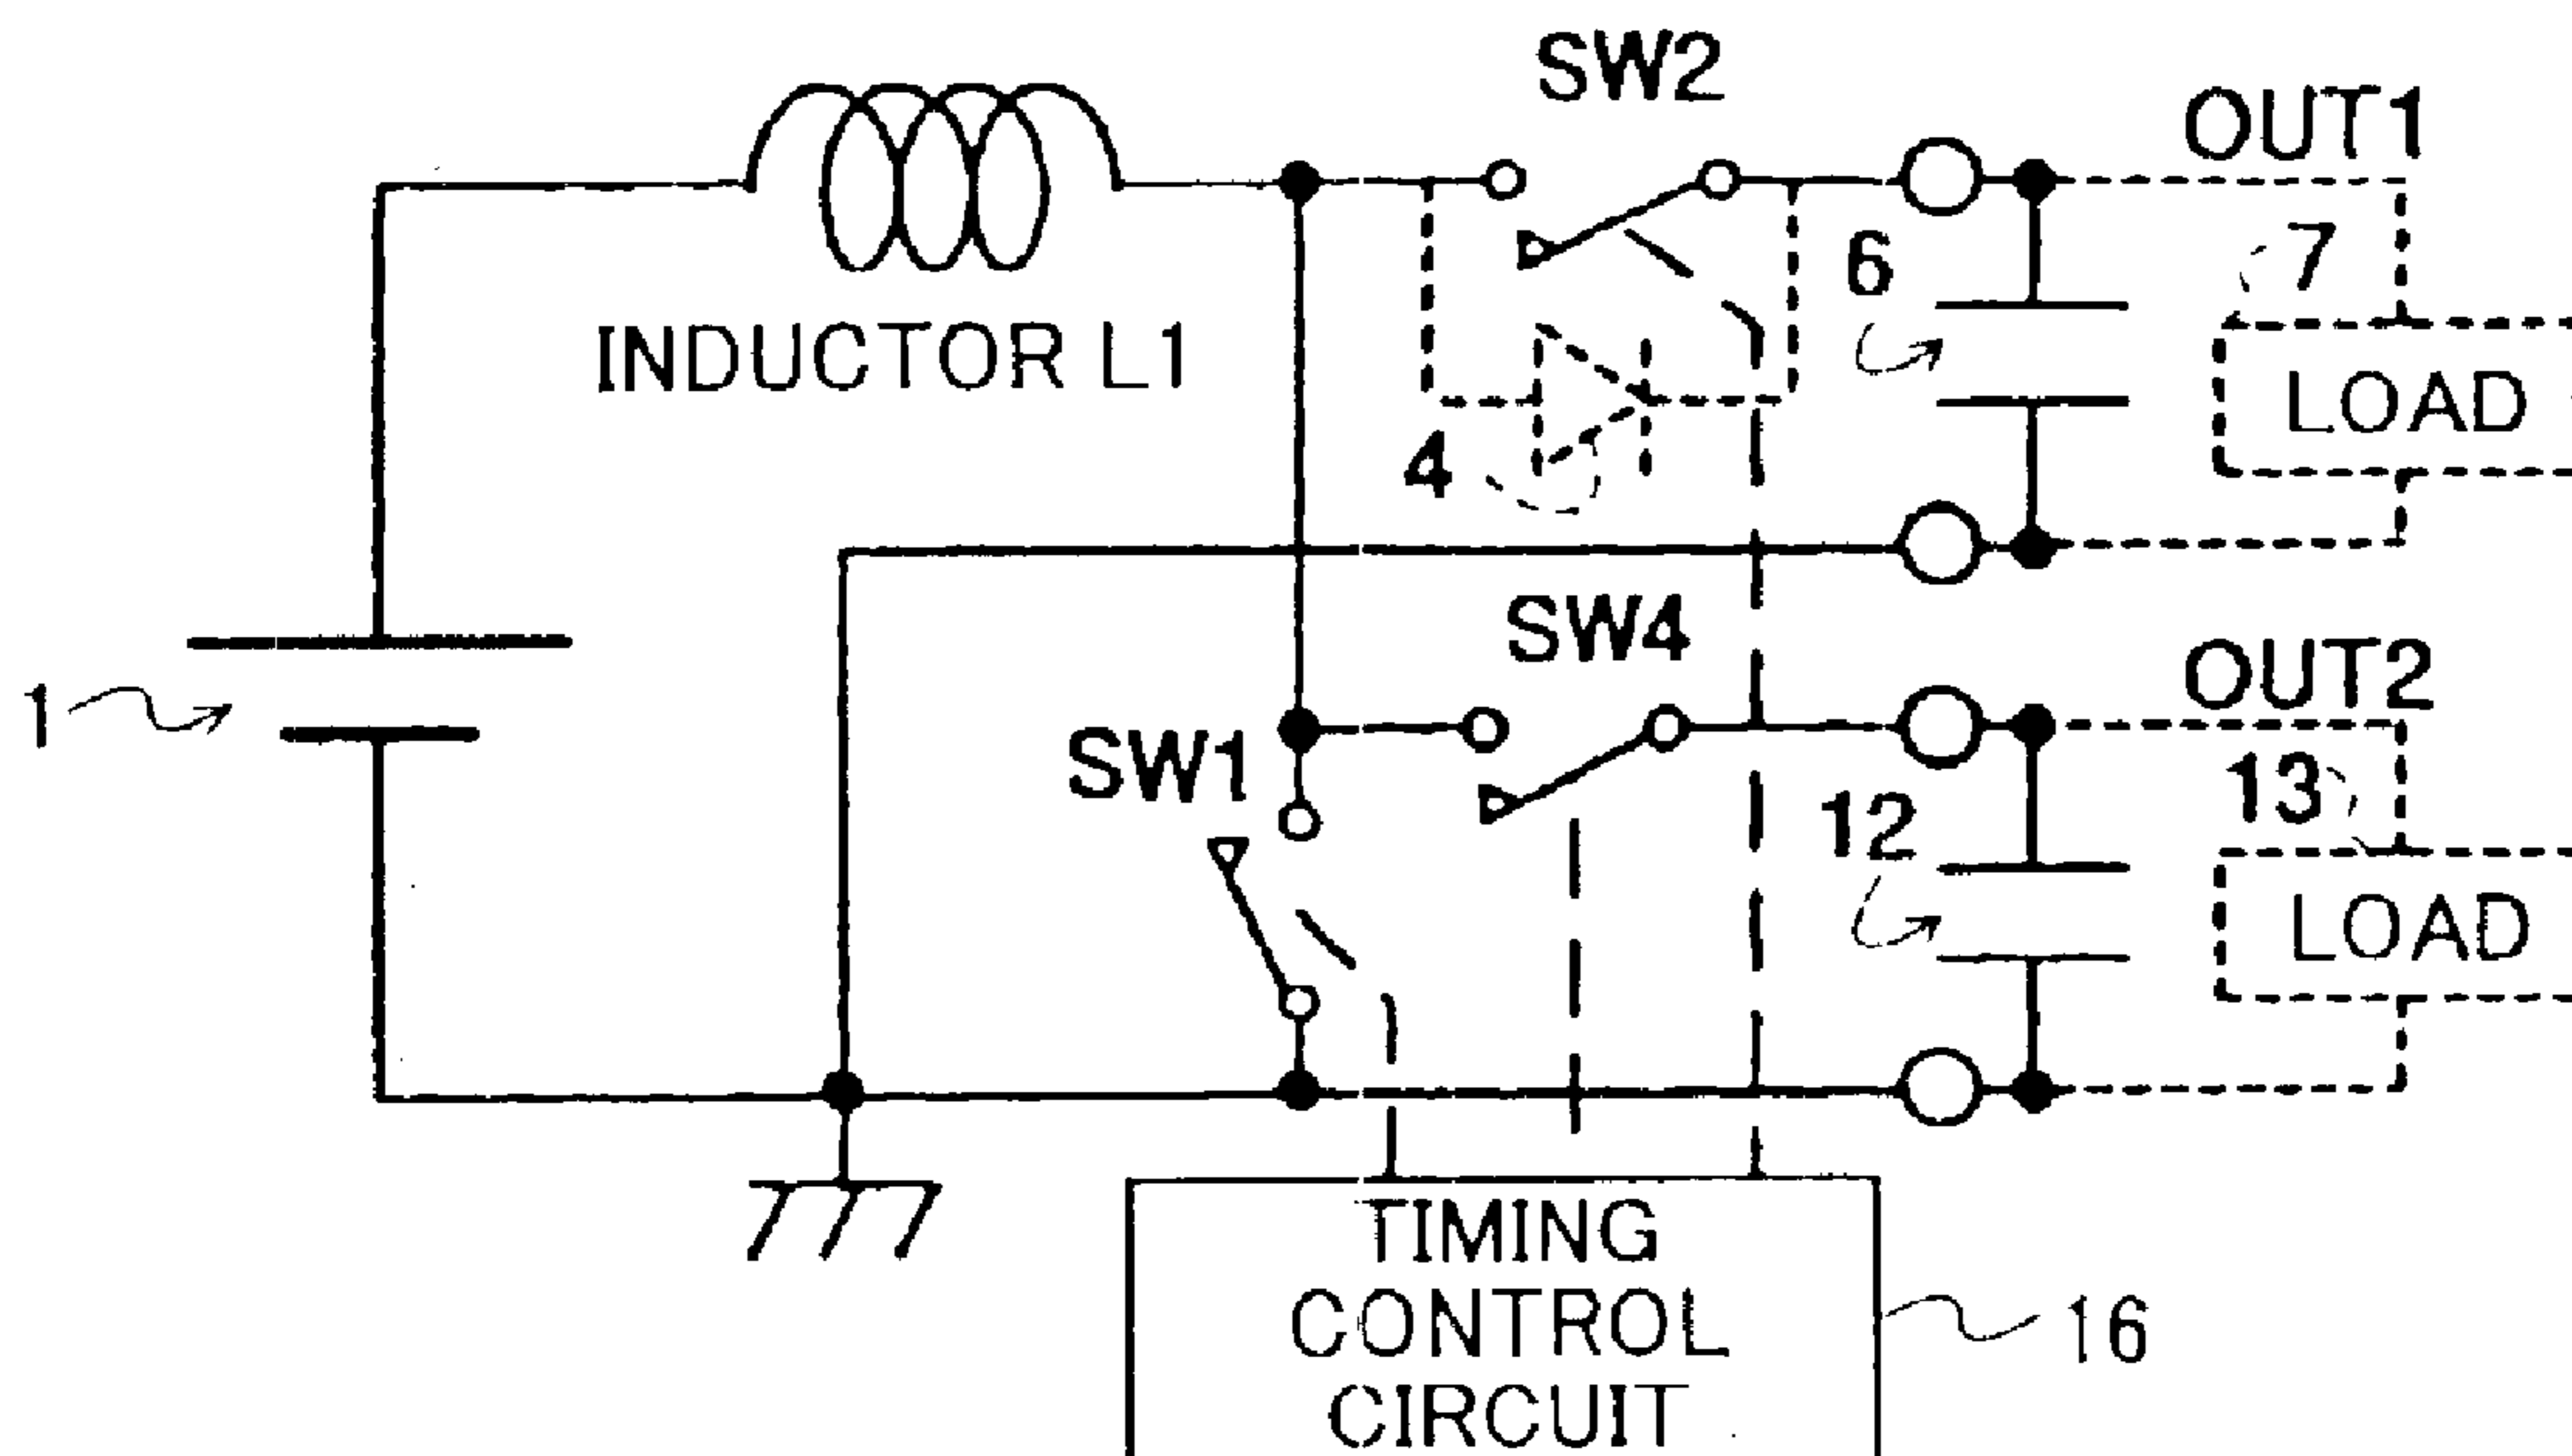 SW2
OUT1
7
6
INDUCTOR L1
LOAD
4
SW4
OUT2
1
SW1
13
12
LOAD
TIMING
CONTROL
CIRCUIT
16